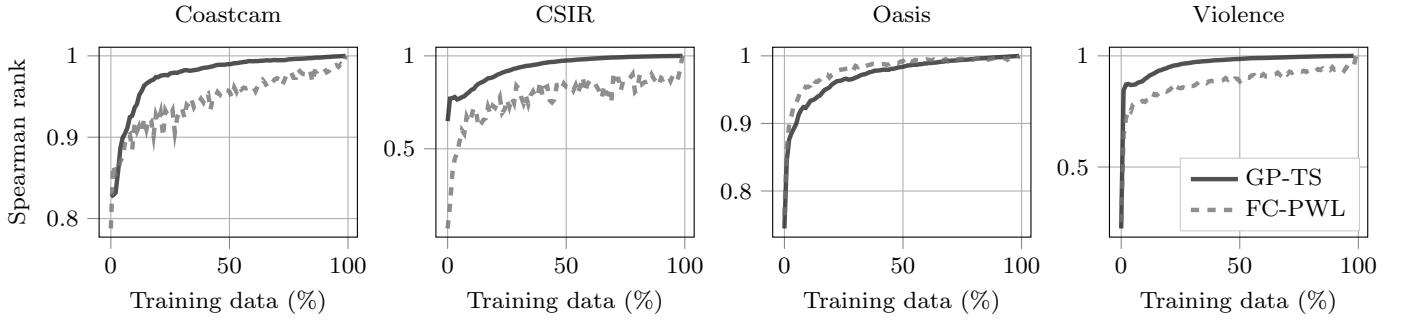 Coastcam
CSIR
Oasis
Violence
Spearman rank
1
0.9
0.8
0
50
100
Training data (%)
1
0.5
0
50
100
Training data (%)
1
0.9
0.8
0
50
100
Training data (%)
1
0.5
GP-TS
FC-PWL
0
50
100
Training data (%)